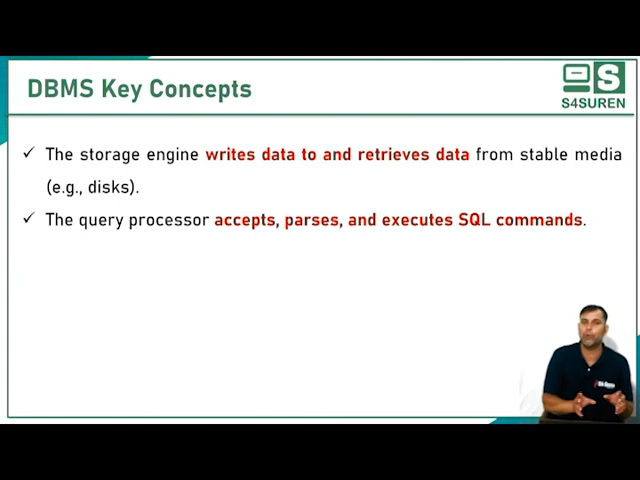 DBMS Key Concepts
S4SUREN
✓ The storage engine writes data to and retrieves data from stable media
(e.g., disks).
✓ The query processor accepts, parses, and executes SQL commands.